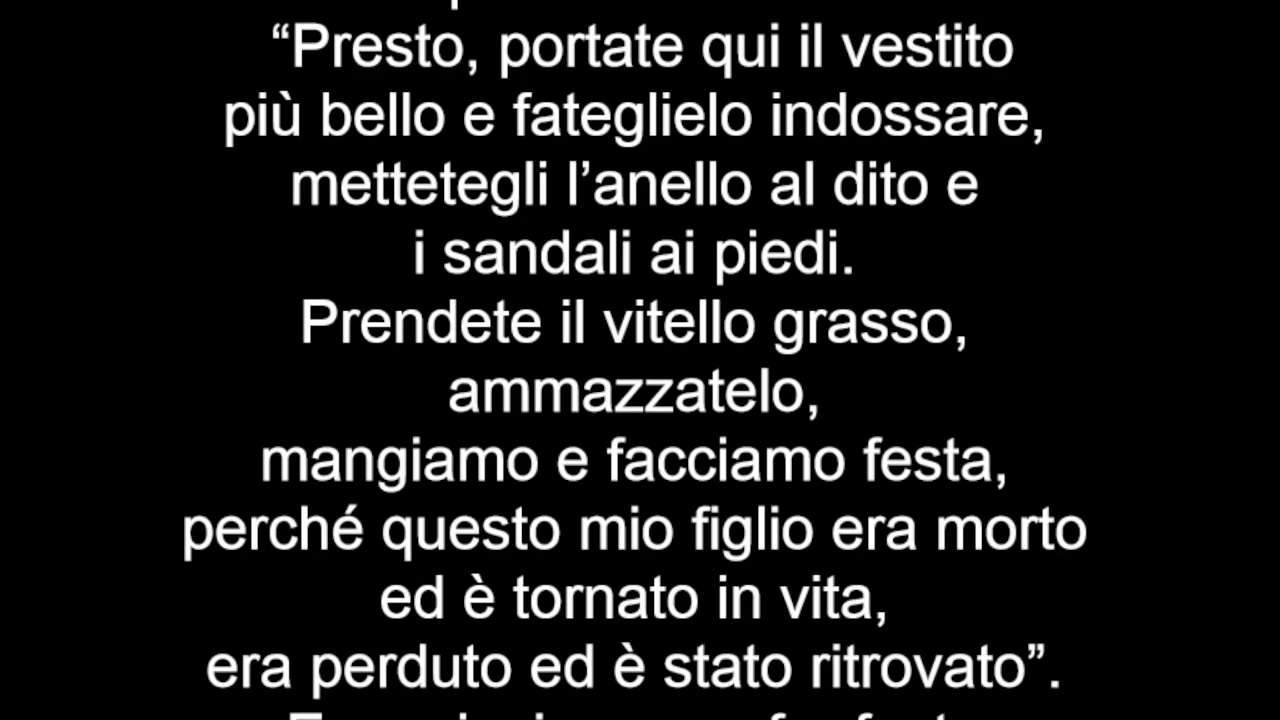 “Presto, portate qui il vestito
più bello e fateglielo indossare,
mettetegli l’anello al dito e
i sandali ai piedi.
Prendete il vitello grasso,
ammazzatelo,
mangiamo e facciamo festa,
perché questo mio figlio era morto
ed è tornato in vita,
era perduto ed è stato ritrovato”.